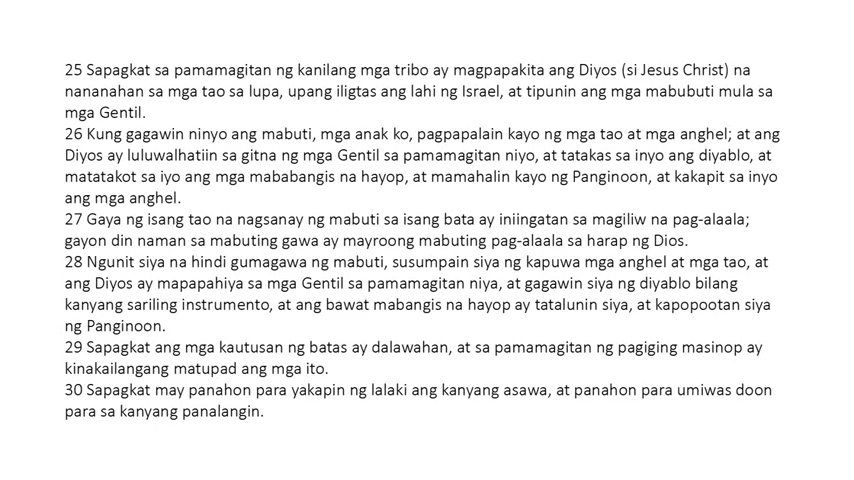 25 Sapagkat sa pamamagitan ng kanilang mga tribo ay magpapakita ang Diyos (si Jesus Christ) na
nananahan sa mga tao sa lupa, upang iligtas ang lahi ng Israel, at tipunin ang mga mabubuti mula sa
mga Gentil.
26 Kung gagawin ninyo ang mabuti, mga anak ko, pagpapalain kayo ng mga tao at mga anghel; at ang
Diyos ay luluwalhatiin sa gitna ng mga Gentil sa pamamagitan niyo, at tatakas sa inyo ang diyablo, at
matatakot sa iyo ang mga mababangis na hayop, at mamahalin kayo ng Panginoon, at kakapit sa inyo
ang mga anghel.
27 Gaya ng isang tao na nagsanay ng mabuti sa isang bata ay iniingatan sa magiliw na pag-alaala;
gayon din naman sa mabuting gawa ay mayroong mabuting pag-alaala sa harap ng Dios.
28 Ngunit siya na hindi gumagawa ng mabuti, susumpain siya ng kapuwa mga anghel at mga tao, at
ang Diyos ay mapapahiya sa mga Gentil sa pamamagitan niya, at gagawin siya ng diyablo bilang
kanyang sariling instrumento, at ang bawat mabangis na hayop ay tatalunin siya, at kapopootan siya
ng Panginoon.
29 Sapagkat ang mga kautusan ng batas ay dalawahan, at sa pamamagitan ng pagiging masinop ay
kinakailangang matupad ang mga ito.
30 Sapagkat may panahon para yakapin ng lalaki ang kanyang asawa, at panahon para umiwas doon
para sa kanyang panalangin.